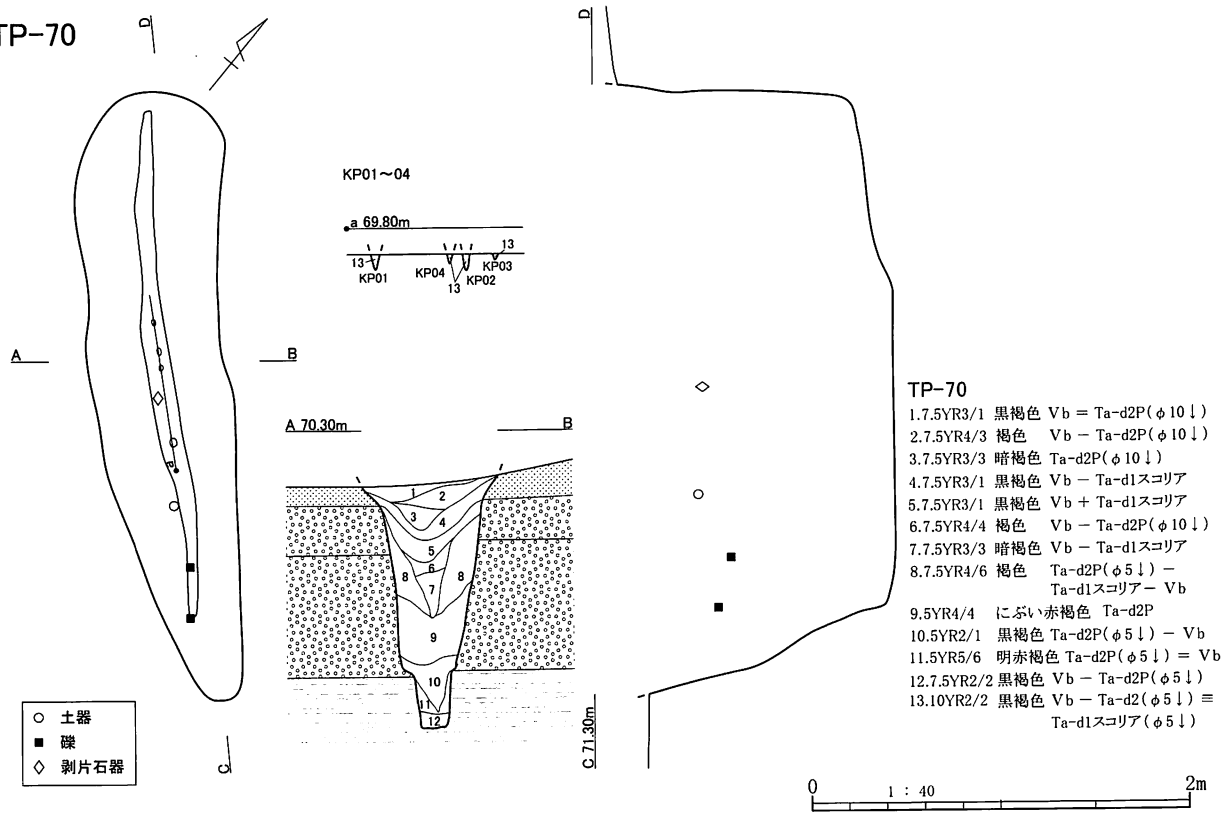 TP-70
D
D
KP01～04
a 69.80m
13
13
KP01
KP04
KP02
KP03
13
A
B
A 70.30m
B
1
2
3
4
5
6
8
8
7
9
10
11
12
P
C
C 71.30m
○ 土器
■ 礫
◇ 剥片石器
TP-70
1.7.5YR3/1 黒褐色 Vb = Ta-d2P(φ10↓)
2.7.5YR4/3 褐色 Vb − Ta-d2P(φ10↓)
3.7.5YR3/3 暗褐色 Ta-d2P(φ10↓)
4.7.5YR3/1 黒褐色 Vb − Ta-d1スコリア
5.7.5YR3/1 黒褐色 Vb + Ta-d1スコリア
6.7.5YR4/4 褐色 Vb − Ta-d2P(φ10↓)
7.7.5YR3/3 暗褐色 Vb − Ta-d1スコリア
8.7.5YR4/6 褐色 Ta-d2P(φ5↓) −
Ta-d1スコリア− Vb
9.5YR4/4 にぶい赤褐色 Ta-d2P
10.5YR2/1 黒褐色 Ta-d2P(φ5↓) − Vb
11.5YR5/6 明赤褐色 Ta-d2P(φ5↓) = Vb
12.7.5YR2/2 黒褐色 Vb − Ta-d2P(φ5↓)
13.10YR2/2 黒褐色 Vb − Ta-d2(φ5↓) ≡
Ta-d1スコリア(φ5↓)
0 1 : 40 2m